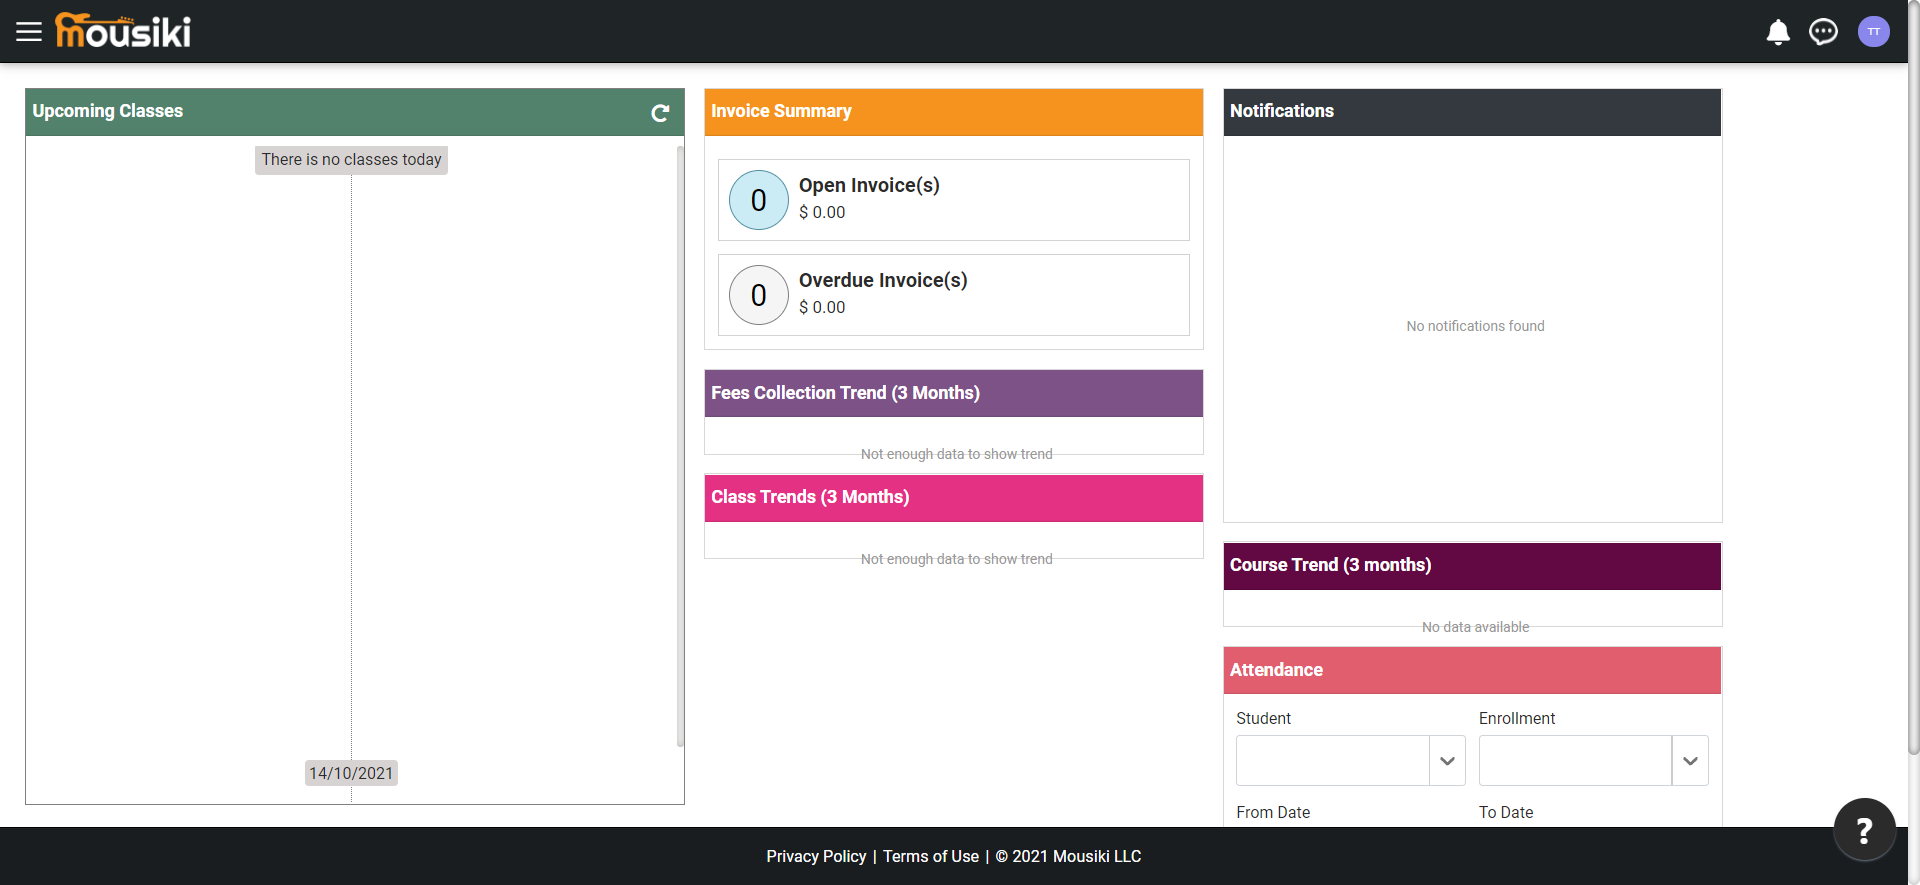 mousiki
TT
Upcoming Classes
There is no classes today
14/10/2021
Invoice Summary
0
Open Invoice(s)
$ 0.00
0
Overdue Invoice(s)
$ 0.00
Fees Collection Trend (3 Months)
Not enough data to show trend
Class Trends (3 Months)
Not enough data to show trend
Notifications
No notifications found
Course Trend (3 months)
No data available
Attendance
Student Enrollment
From Date To Date
?
Privacy Policy | Terms of Use | © 2021 Mousiki LLC